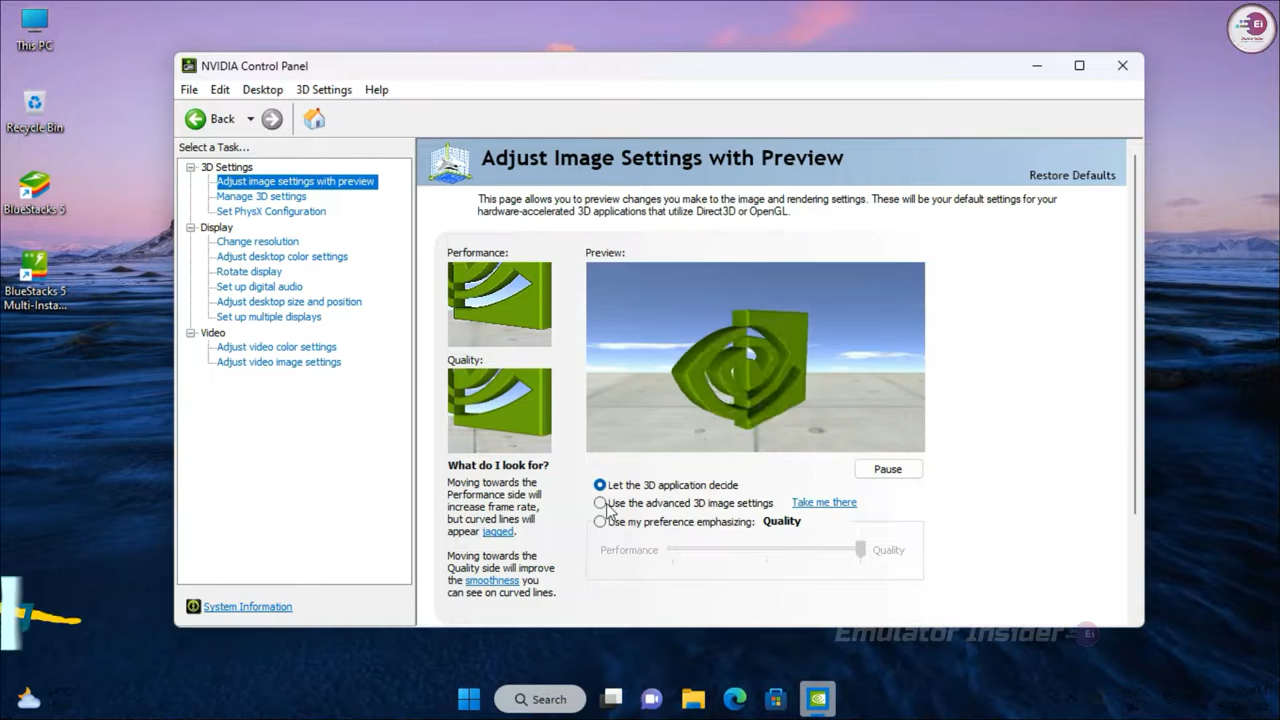 This PC
Recycle Bin
BlueStacks 5
BlueStacks 5
Multi-Insta...
Ei
NVIDIA Control Panel
File Edit Desktop 3D Settings Help
Back
Select a Task...
3D Settings
Adjust image settings with preview
Manage 3D settings
Set PhysX Configuration
Display
Change resolution
Adjust desktop color settings
Rotate display
Set up digital audio
Adjust desktop size and position
Set up multiple displays
Video
Adjust video color settings
Adjust video image settings
System Information
Adjust Image Settings with Preview
Restore Defaults
This page allows you to preview changes you make to the image and rendering settings. These will be your default settings for your
hardware-accelerated 3D applications that utilize Direct3D or OpenGL.
Performance:
Quality:
What do I look for?
Moving towards the
Performance side will
increase frame rate,
but curved lines will
appear jagged.
Moving towards the
Quality side will improve
the smoothness you
can see on curved lines.
Preview:
Pause
Let the 3D application decide
Use the advanced 3D image settings Take me there
Use my preference emphasizing: Quality
Performance Quality
Emulator Insider Ei
Search